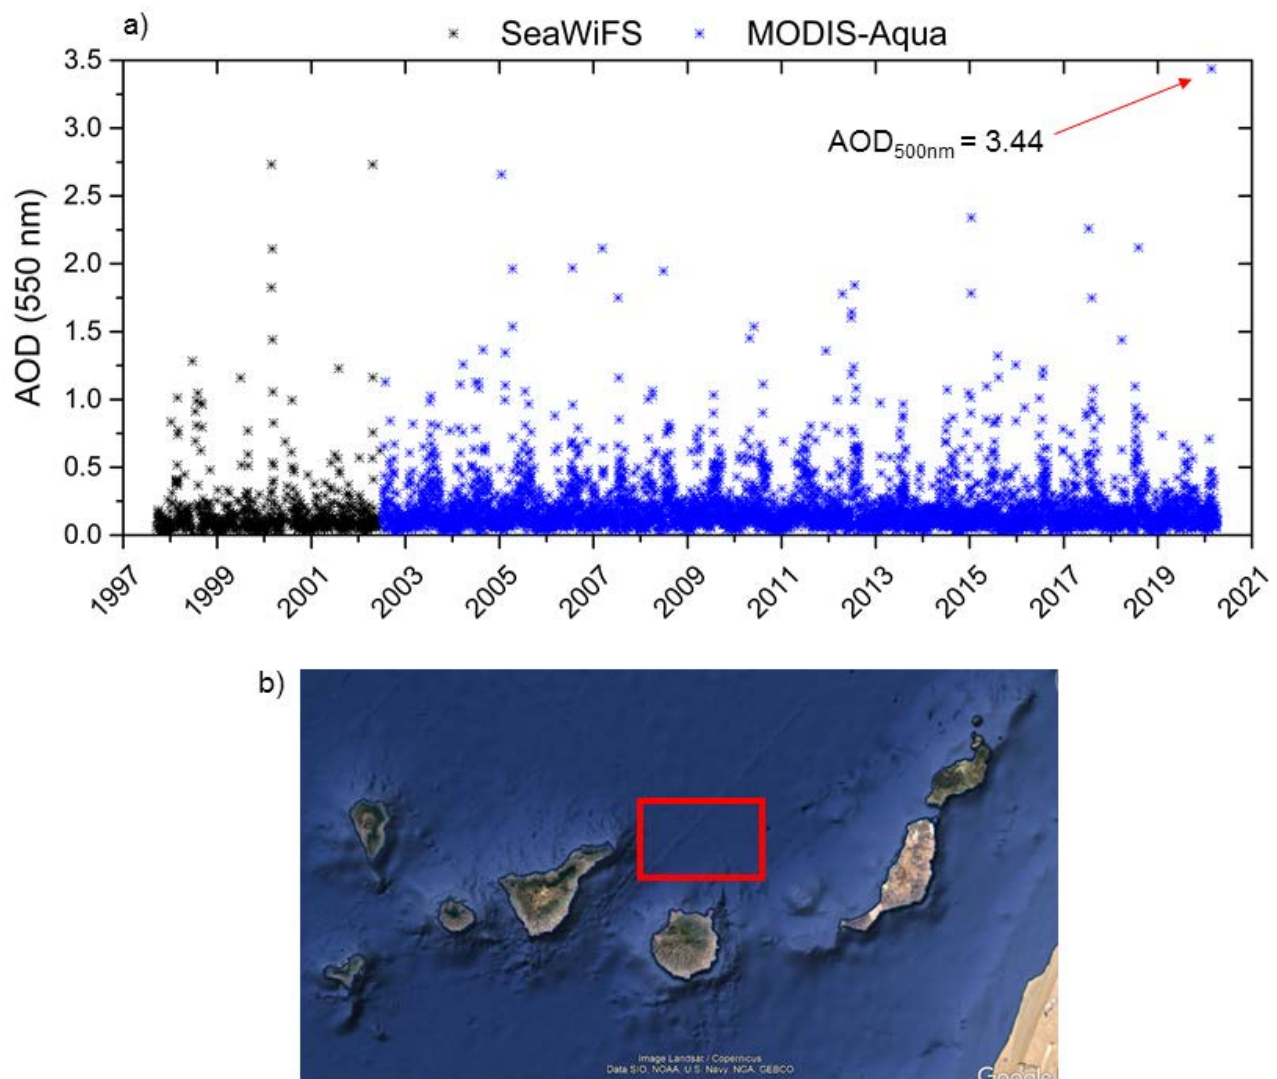 a)
SeaWiFS MODIS-Aqua
3.5
3.0
2.5
2.0
1.5
1.0
0.5
0.0
AOD (550 nm)
AOD500nm = 3.44
1997 1999 2001 2003 2005 2007 2009 2011 2013 2015 2017 2019 2021
b)
Image Landsat / Copernicus
Data SIO, NOAA, U.S. Navy, NGA, GEBCO
Google